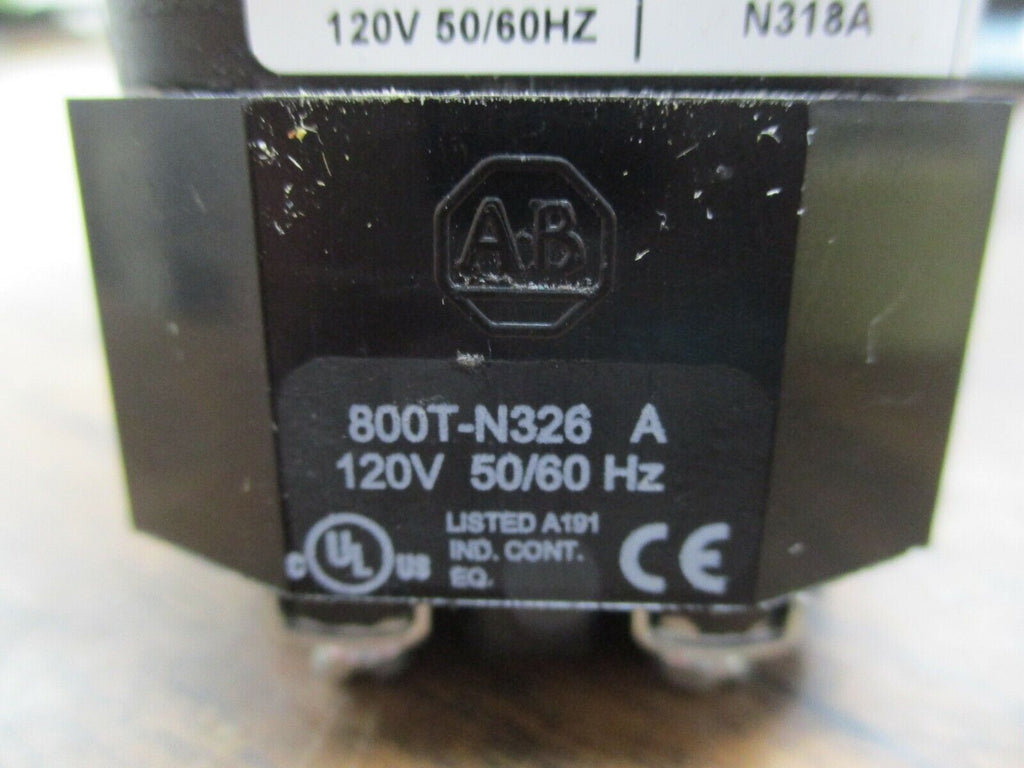 120V 50/60HZ | N318A
AB
800T-N326 A
120V 50/60 Hz
LISTED A191
IND. CONT.
EQ.
C UL US
CE